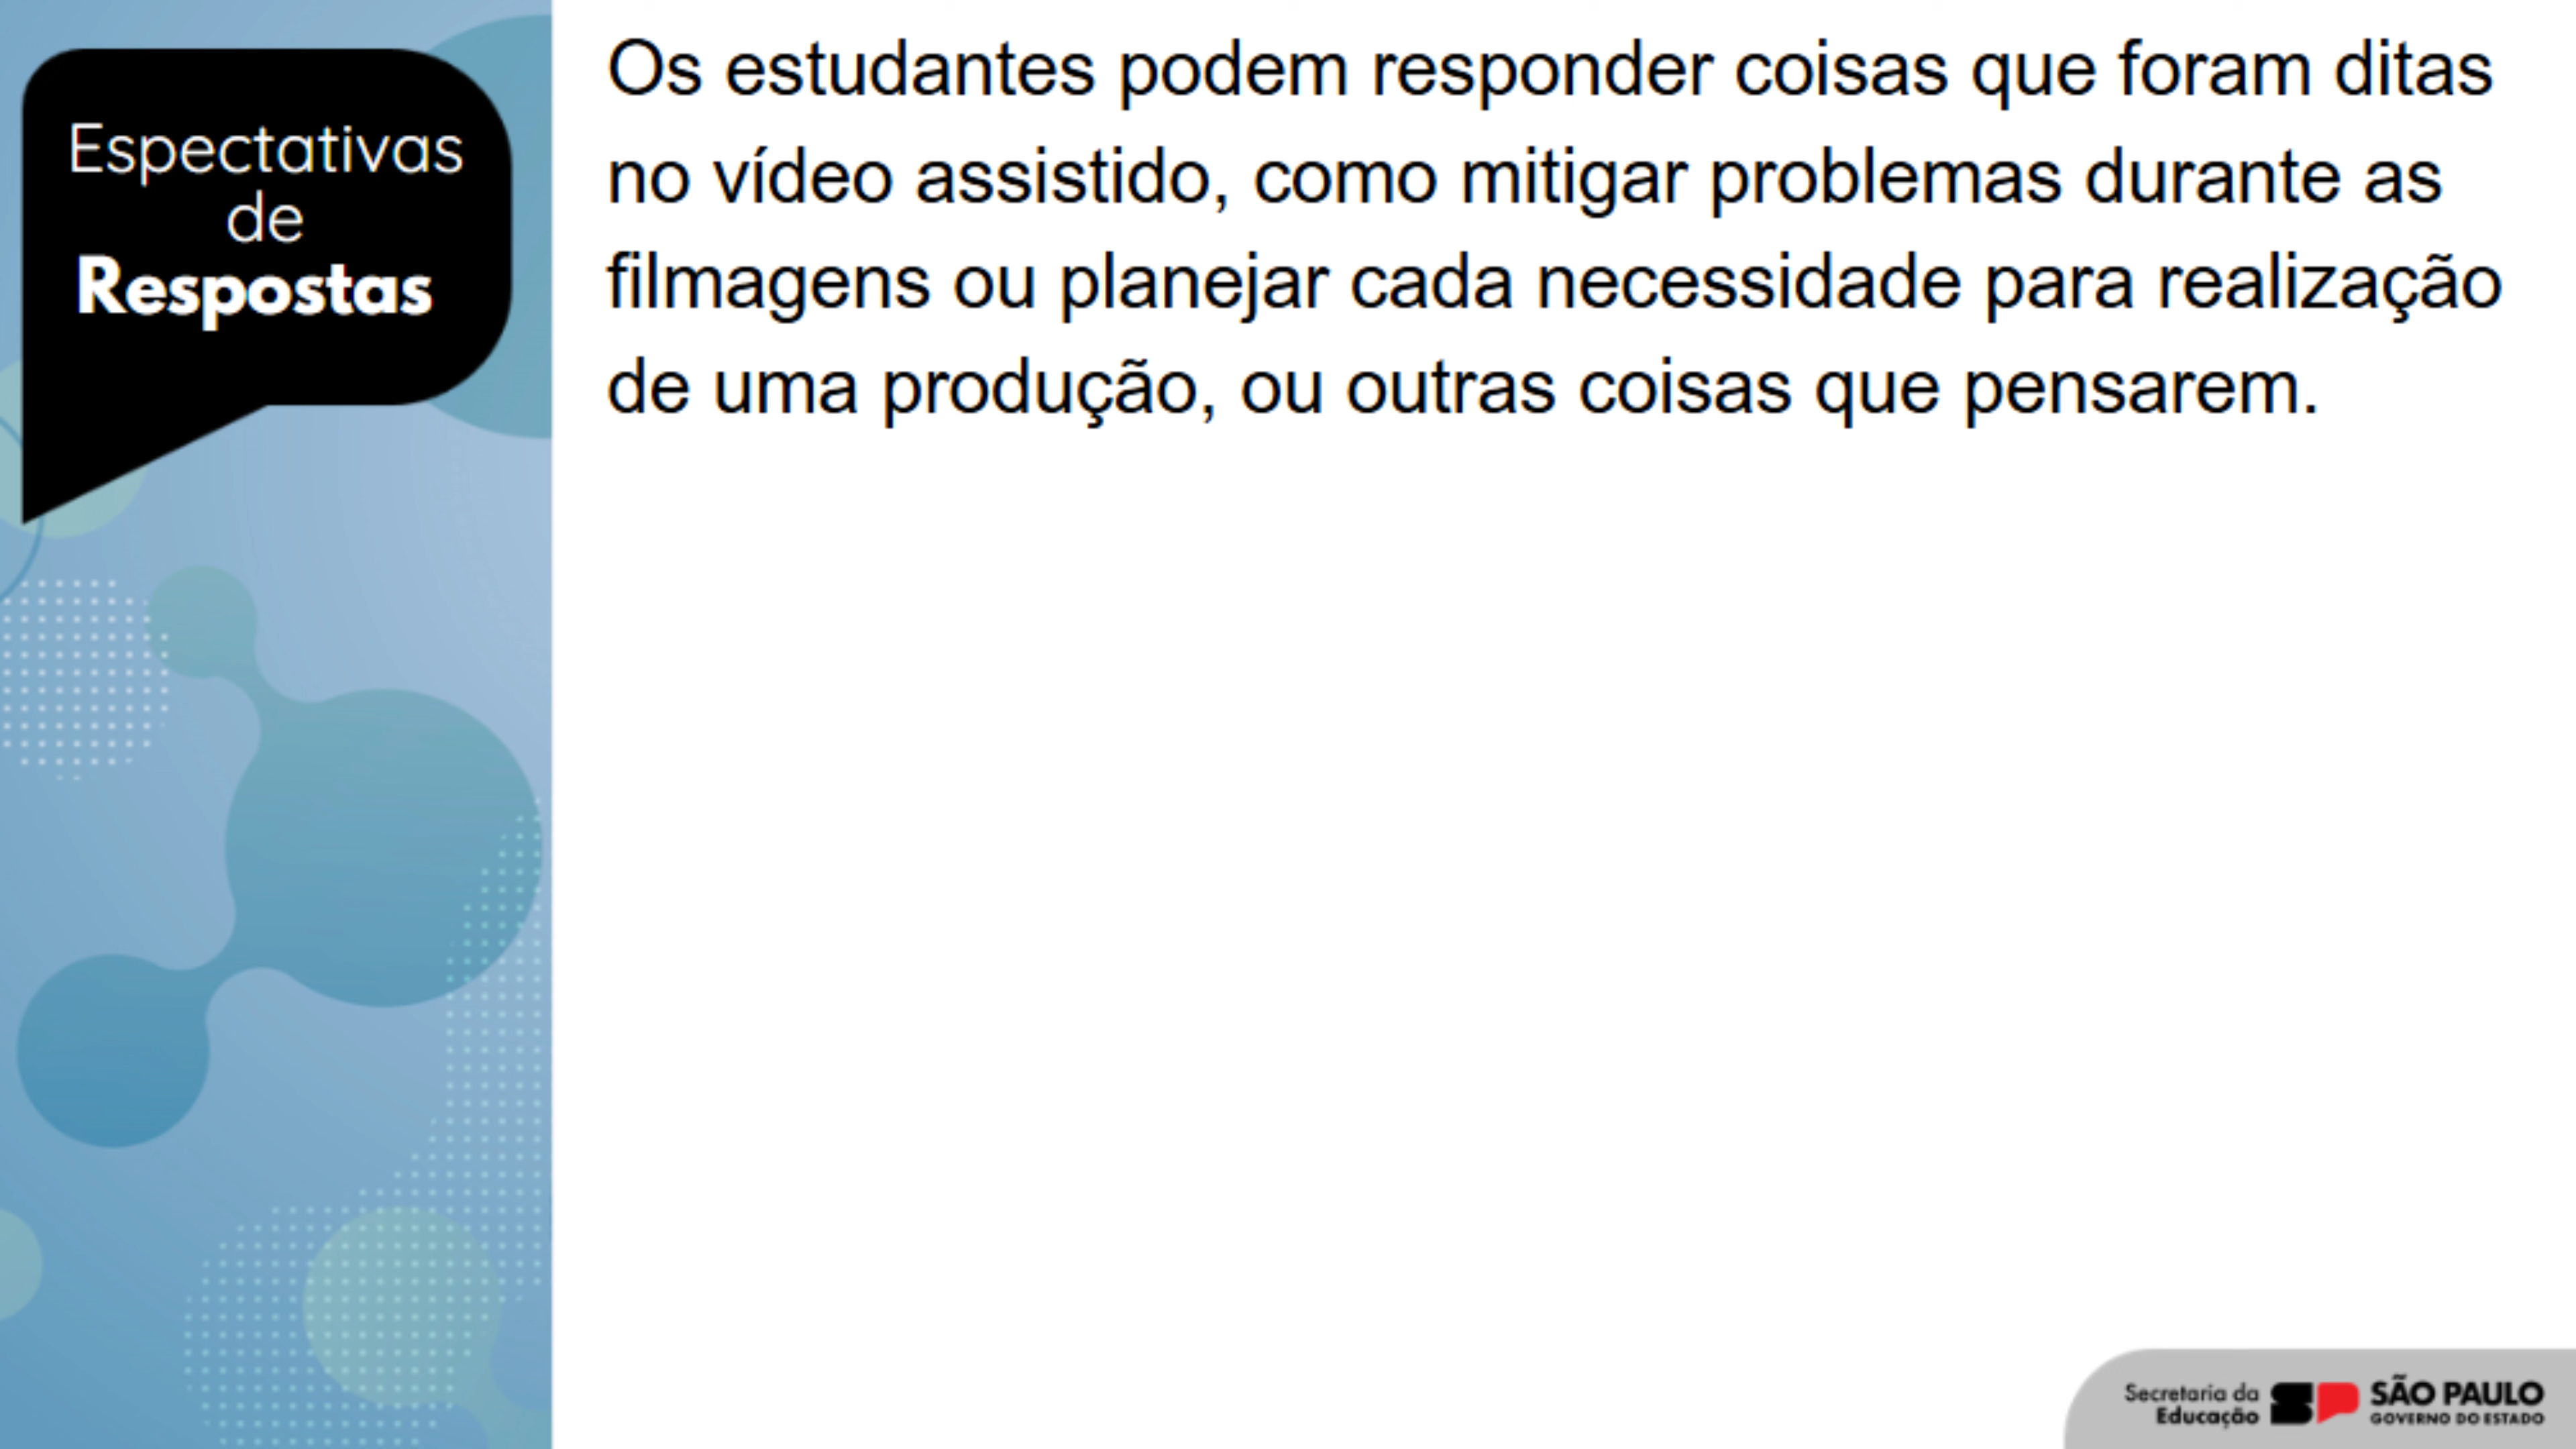 Espectativas
de
Respostas
Os estudantes podem responder coisas que foram ditas
no vídeo assistido, como mitigar problemas durante as
filmagens ou planejar cada necessidade para realização
de uma produção, ou outras coisas que pensarem.
Secretaria da
Educação
SP
SÃO PAULO
GOVERNO DO ESTADO